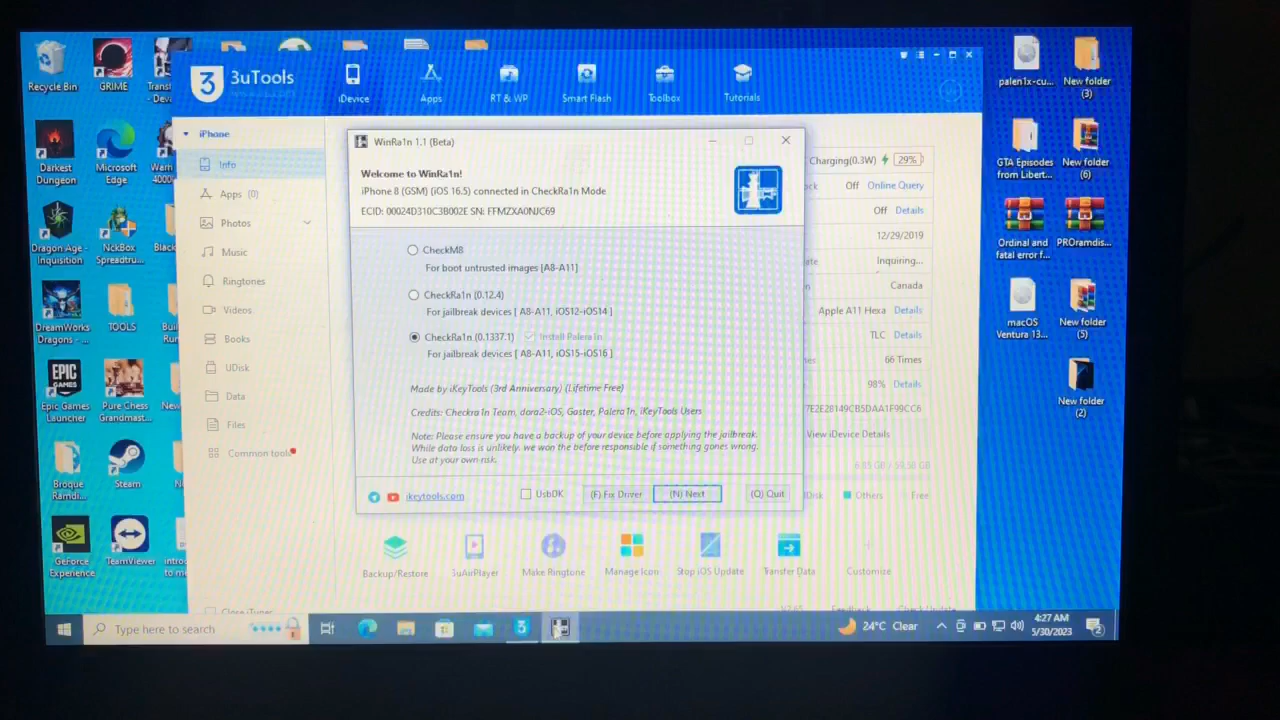 Recycle Bin
GRIME
Darkest Dungeon
Microsoft Edge
Dragon Age - Inquisition
NckBox Spreadtru...
DreamWorks Dragons - ...
TOOLS
Epic Games Launcher
Pure Chess Grandmast...
Broque Ramdi...
Steam
GeForce Experience
TeamViewer
3uTools
iDevice
Apps
RT & WP
Smart Flash
Toolbox
Tutorials
iPhone
Info
Apps (0)
Photos
Music
Ringtones
Videos
Books
UDisk
Data
Files
Common tools
WinRa1n 1.1 (Beta)
Welcome to WinRa1n!
iPhone 8 (GSM) (iOS 16.5) connected in CheckRa1n Mode
ECID: 00024D310C3B002E SN: FFMZXA0NJC69
CheckM8
For boot untrusted images [A8-A11]
CheckRa1n (0.12.4)
For jailbreak devices [ A8-A11, iOS12-iOS14 ]
CheckRa1n (0.1337.1) Install Palera1n
For jailbreak devices [ A8-A11, iOS15-iOS16 ]
Made by iKeyTools (3rd Anniversary) (Lifetime Free)
Credits: Checkra1n Team, dora2-iOS, Gaster, Palera1n, iKeyTools Users
Note: Please ensure you have a backup of your device before applying the jailbreak.
While data loss is unlikely. we won the before responsible if something gones wrong.
Use at your own risk.
ikeytools.com
UsbDK
(F) Fix Driver
(N) Next
(Q) Quit
Charging(0.3W) 29%
Off Online Query
Off Details
12/29/2019
Inquiring...
Canada
Apple A11 Hexa Details
TLC Details
66 Times
98% Details
7E2E28149CB5DAA1F99CC6
View iDevice Details
Others
Free
Backup/Restore
3uAirPlayer
Make Ringtone
Manage Icon
Stop iOS Update
Transfer Data
Customize
palen1x-cu...
New folder (3)
GTA Episodes from Libert...
New folder (6)
Ordinal and fatal error f...
PROramdis...
macOS Ventura 13...
New folder (5)
New folder (2)
Type here to search
24°C Clear
4:27 AM
5/30/2023
2